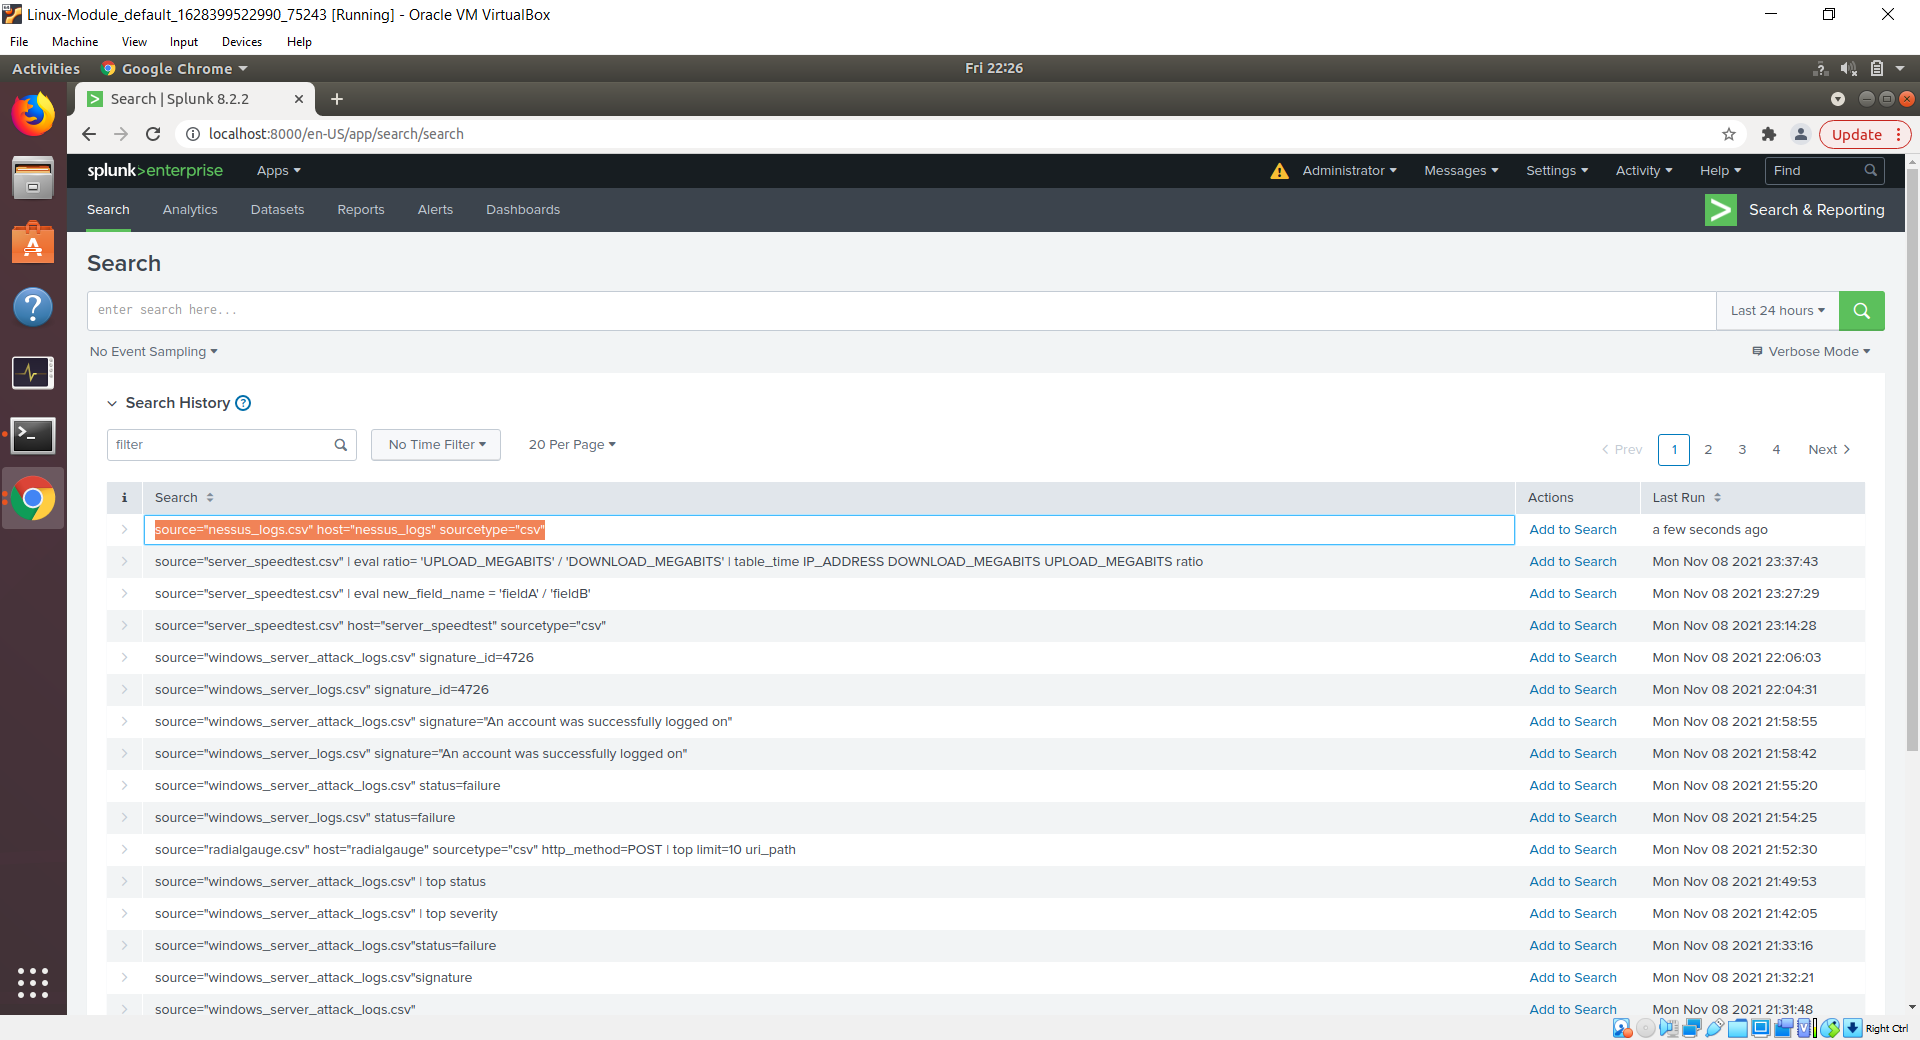 Linux-Module_default_1628399522990_75243 [Running] - Oracle VM VirtualBox
File Machine View Input Devices Help
Activities Google Chrome Fri 22:26
Search | Splunk 8.2.2
localhost:8000/en-US/app/search/search Update
splunk>enterprise Apps Administrator Messages Settings Activity Help Find
Search Analytics Datasets Reports Alerts Dashboards Search & Reporting
Search
enter search here... Last 24 hours
No Event Sampling Verbose Mode
Search History ?
filter No Time Filter 20 Per Page < Prev 1 2 3 4 Next >
i Search Actions Last Run
source="nessus_logs.csv" host="nessus_logs" sourcetype="csv" Add to Search a few seconds ago
source="server_speedtest.csv" | eval ratio= 'UPLOAD_MEGABITS' / 'DOWNLOAD_MEGABITS' | table_time IP_ADDRESS DOWNLOAD_MEGABITS UPLOAD_MEGABITS ratio Add to Search Mon Nov 08 2021 23:37:43
source="server_speedtest.csv" | eval new_field_name = 'fieldA' / 'fieldB' Add to Search Mon Nov 08 2021 23:27:29
source="server_speedtest.csv" host="server_speedtest" sourcetype="csv" Add to Search Mon Nov 08 2021 23:14:28
source="windows_server_attack_logs.csv" signature_id=4726 Add to Search Mon Nov 08 2021 22:06:03
source="windows_server_logs.csv" signature_id=4726 Add to Search Mon Nov 08 2021 22:04:31
source="windows_server_attack_logs.csv" signature="An account was successfully logged on" Add to Search Mon Nov 08 2021 21:58:55
source="windows_server_logs.csv" signature="An account was successfully logged on" Add to Search Mon Nov 08 2021 21:58:42
source="windows_server_attack_logs.csv" status=failure Add to Search Mon Nov 08 2021 21:55:20
source="windows_server_logs.csv" status=failure Add to Search Mon Nov 08 2021 21:54:25
source="radialgauge.csv" host="radialgauge" sourcetype="csv" http_method=POST | top limit=10 uri_path Add to Search Mon Nov 08 2021 21:52:30
source="windows_server_attack_logs.csv" | top status Add to Search Mon Nov 08 2021 21:49:53
source="windows_server_attack_logs.csv" | top severity Add to Search Mon Nov 08 2021 21:42:05
source="windows_server_attack_logs.csv"status=failure Add to Search Mon Nov 08 2021 21:33:16
source="windows_server_attack_logs.csv"signature Add to Search Mon Nov 08 2021 21:32:21
source="windows_server_attack_logs.csv" Add to Search Mon Nov 08 2021 21:31:48
Right Ctrl